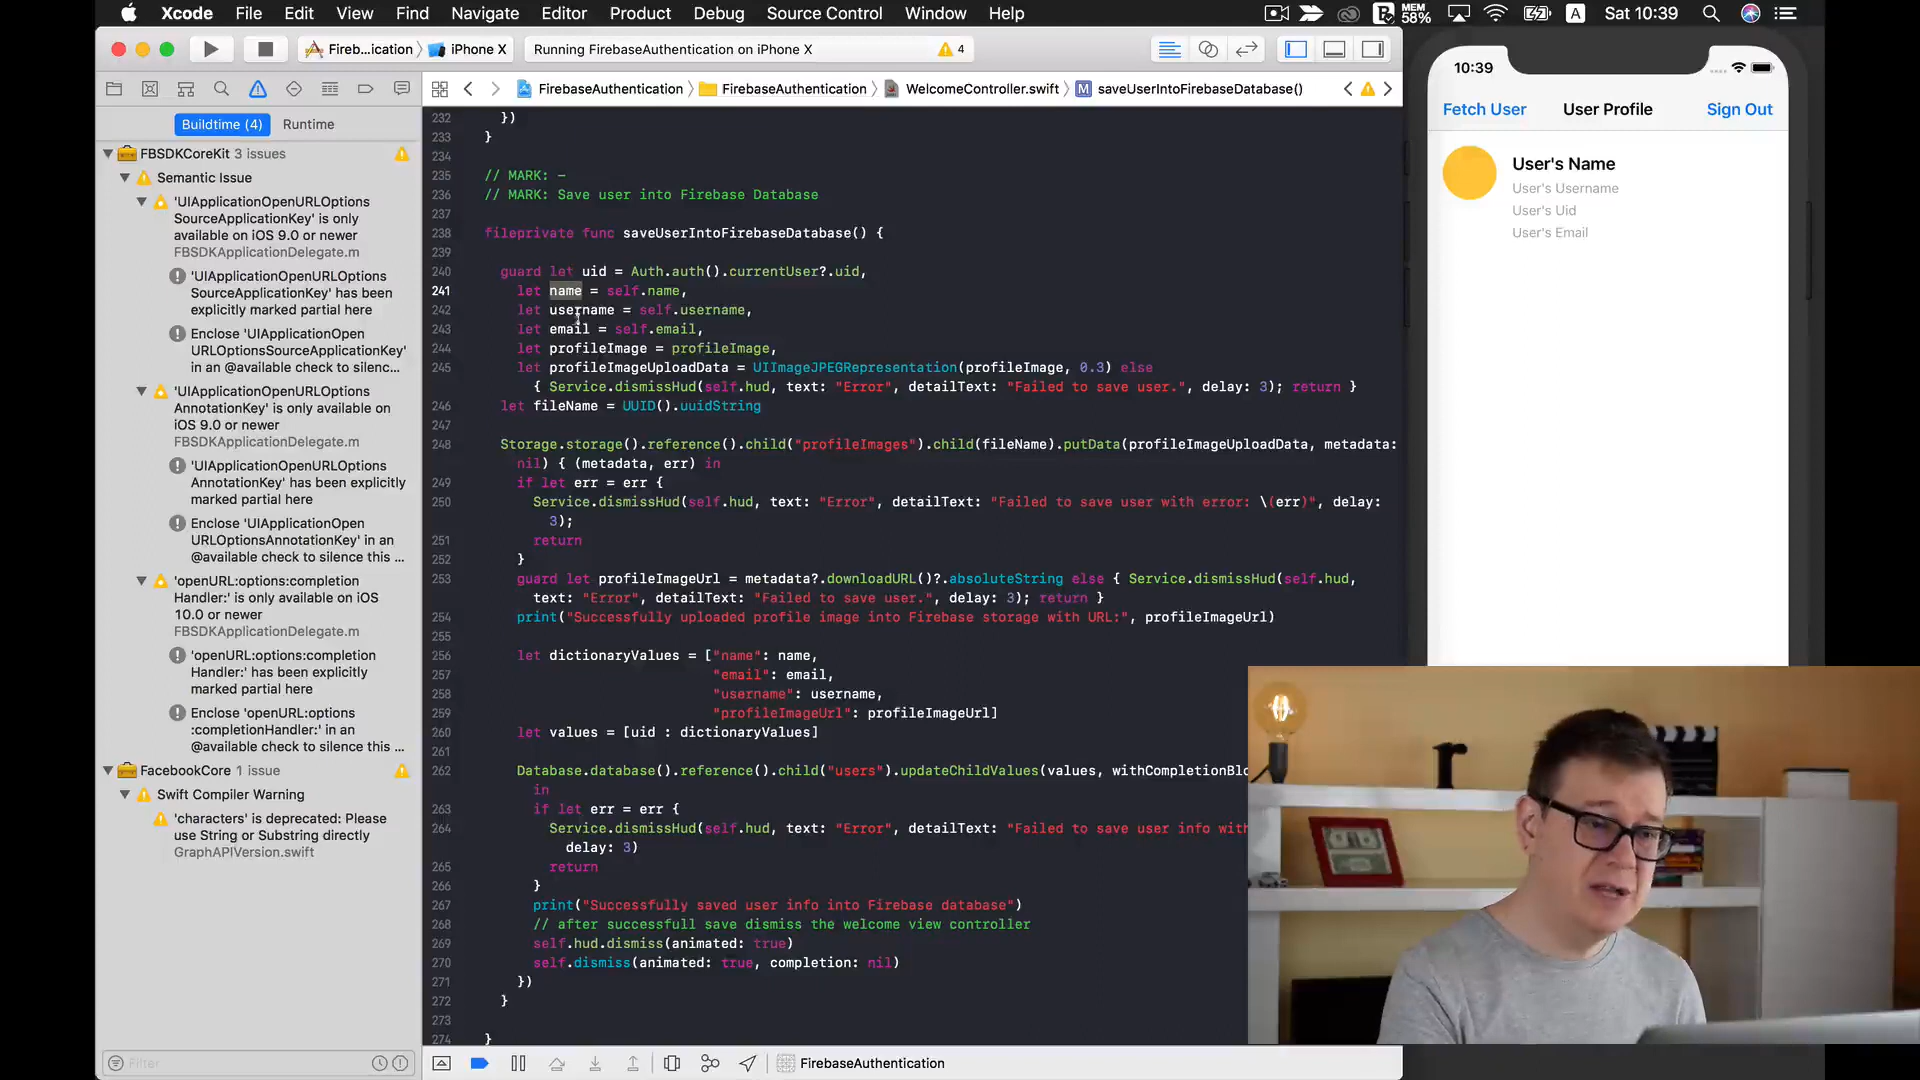 Xcode File Edit View Find Navigate Editor Product Debug Source Control Window Help MEM 58% A Sat 10:39
Fireb...ication iPhone X Running FirebaseAuthentication on iPhone X 4
FirebaseAuthentication FirebaseAuthentication WelcomeController.swift M saveUserIntoFirebaseDatabase()
Buildtime (4) Runtime
FBSDKCoreKit 3 issues
Semantic Issue
'UIApplicationOpenURLOptions
SourceApplicationKey' is only
available on iOS 9.0 or newer
FBSDKApplicationDelegate.m
'UIApplicationOpenURLOptions
SourceApplicationKey' has been
explicitly marked partial here
Enclose 'UIApplicationOpen
URLOptionsSourceApplicationKey'
in an @available check to silenc...
'UIApplicationOpenURLOptions
AnnotationKey' is only available on
iOS 9.0 or newer
FBSDKApplicationDelegate.m
'UIApplicationOpenURLOptions
AnnotationKey' has been explicitly
marked partial here
Enclose 'UIApplicationOpen
URLOptionsAnnotationKey' in an
@available check to silence this ...
'openURL:options:completion
Handler:' is only available on iOS
10.0 or newer
FBSDKApplicationDelegate.m
'openURL:options:completion
Handler:' has been explicitly
marked partial here
Enclose 'openURL:options
:completionHandler:' in an
@available check to silence this ...
FacebookCore 1 issue
Swift Compiler Warning
'characters' is deprecated: Please
use String or Substring directly
GraphAPIVersion.swift
Filter
232 })
233 }
234
235 // MARK: -
236 // MARK: Save user into Firebase Database
237
238 fileprivate func saveUserIntoFirebaseDatabase() {
239
240 guard let uid = Auth.auth().currentUser?.uid,
241 let name = self.name,
242 let username = self.username,
243 let email = self.email,
244 let profileImage = profileImage,
245 let profileImageUploadData = UIImageJPEGRepresentation(profileImage, 0.3) else
{ Service.dismissHud(self.hud, text: "Error", detailText: "Failed to save user.", delay: 3); return }
246 let fileName = UUID().uuidString
247
248 Storage.storage().reference().child("profileImages").child(fileName).putData(profileImageUploadData, metadata:
nil) { (metadata, err) in
249 if let err = err {
250 Service.dismissHud(self.hud, text: "Error", detailText: "Failed to save user with error: \(err)", delay:
3);
251 return
252 }
253 guard let profileImageUrl = metadata?.downloadURL()?.absoluteString else { Service.dismissHud(self.hud,
text: "Error", detailText: "Failed to save user.", delay: 3); return }
254 print("Successfully uploaded profile image into Firebase storage with URL:", profileImageUrl)
255
256 let dictionaryValues = ["name": name,
257 "email": email,
258 "username": username,
259 "profileImageUrl": profileImageUrl]
260 let values = [uid : dictionaryValues]
261
262 Database.database().reference().child("users").updateChildValues(values, withCompletionBlo
in
263 if let err = err {
264 Service.dismissHud(self.hud, text: "Error", detailText: "Failed to save user info with
delay: 3)
265 return
266 }
267 print("Successfully saved user info into Firebase database")
268 // after successfull save dismiss the welcome view controller
269 self.hud.dismiss(animated: true)
270 self.dismiss(animated: true, completion: nil)
271 })
272 }
273
274 }
FirebaseAuthentication
10:39
Fetch User User Profile Sign Out
User's Name
User's Username
User's Uid
User's Email